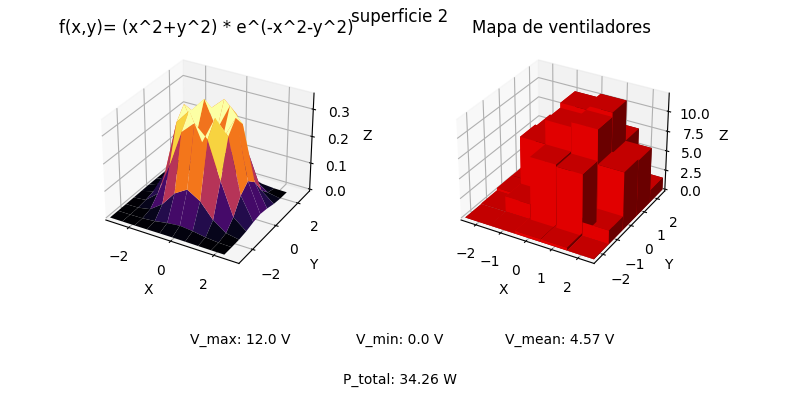 superficie 2
f(x,y)= (x^2+y^2) * e^(-x^2-y^2)
Mapa de ventiladores
0.3
0.2
0.1
0.0
Z
−2
0
2
X
−2
0
2
Y
10.0
7.5
5.0
2.5
0.0
Z
−2
−1
0
1
2
X
−2
−1
0
1
2
Y
V_max: 12.0 V
V_min: 0.0 V
V_mean: 4.57 V
P_total: 34.26 W